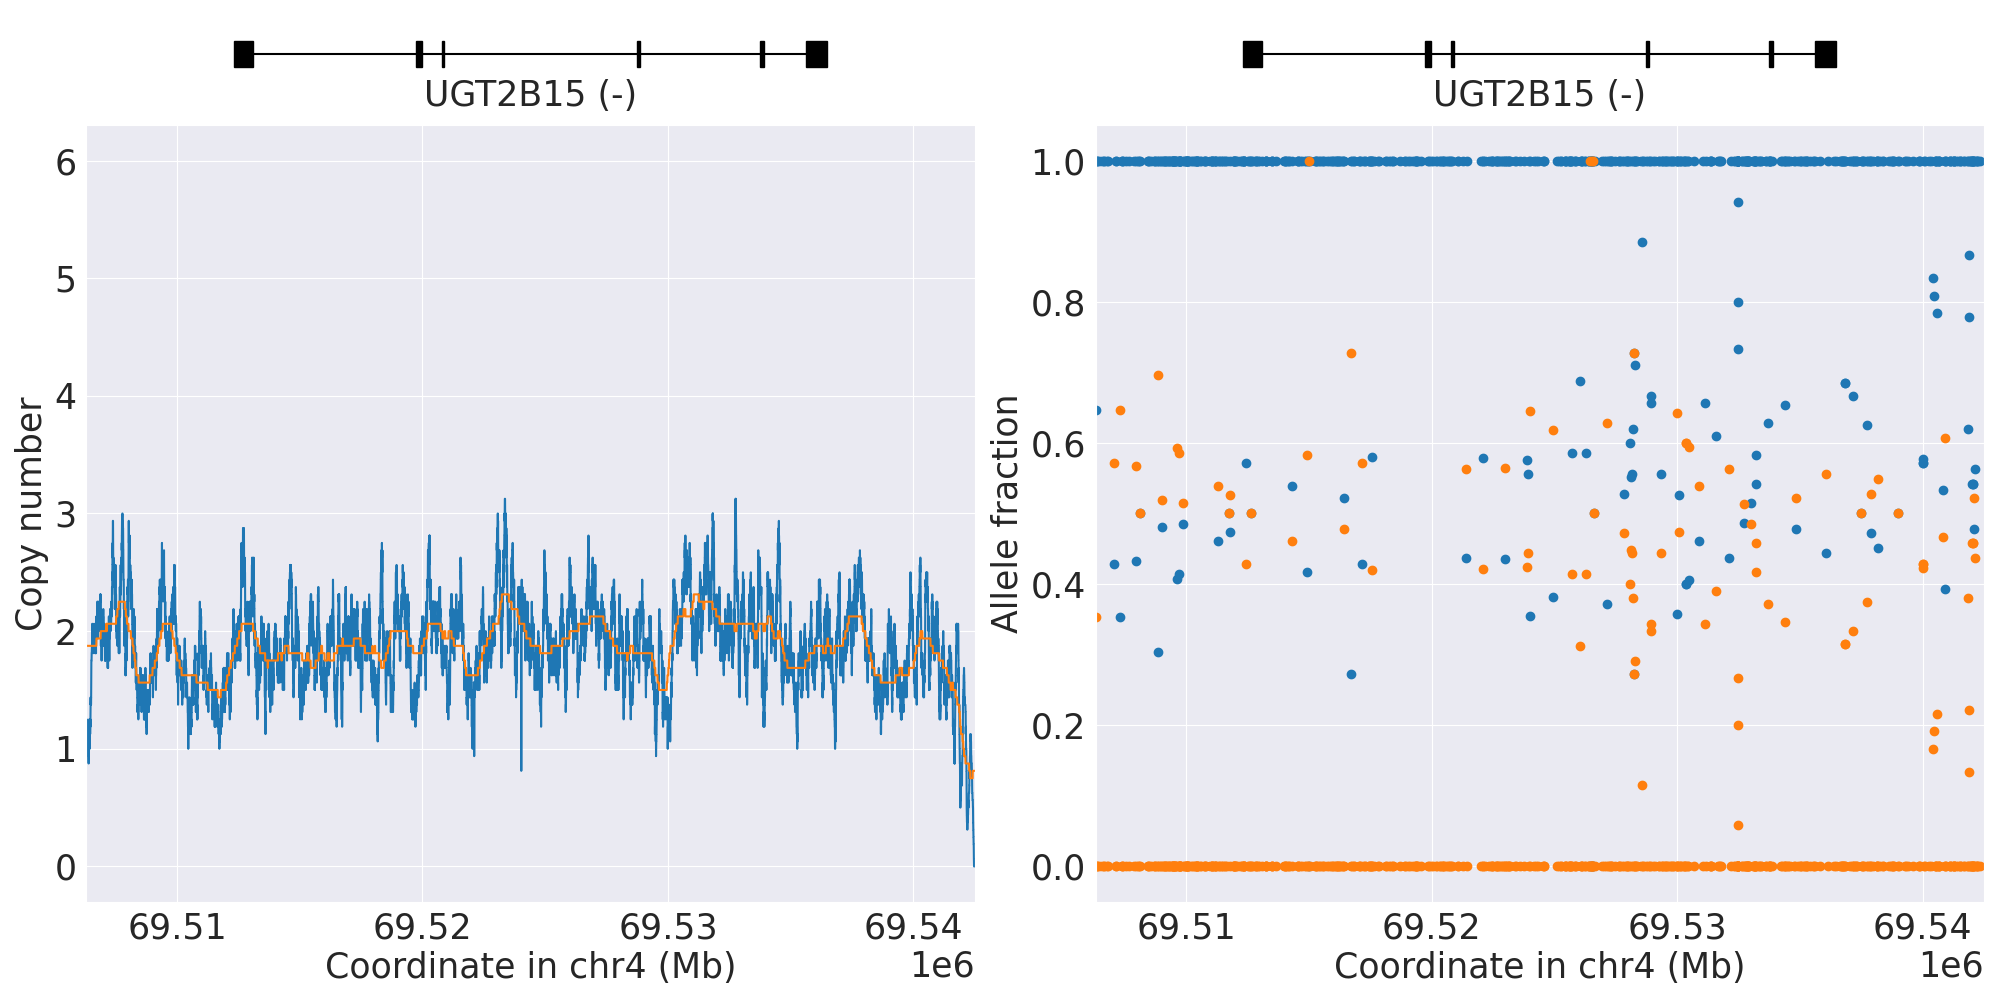 UGT2B15 (-)
6
5
4
3
2
1
0
Copy number
69.51 69.52 69.53 69.54
Coordinate in chr4 (Mb)
1e6
UGT2B15 (-)
1.0
0.8
0.6
0.4
0.2
0.0
Allele fraction
69.51 69.52 69.53 69.54
Coordinate in chr4 (Mb)
1e6